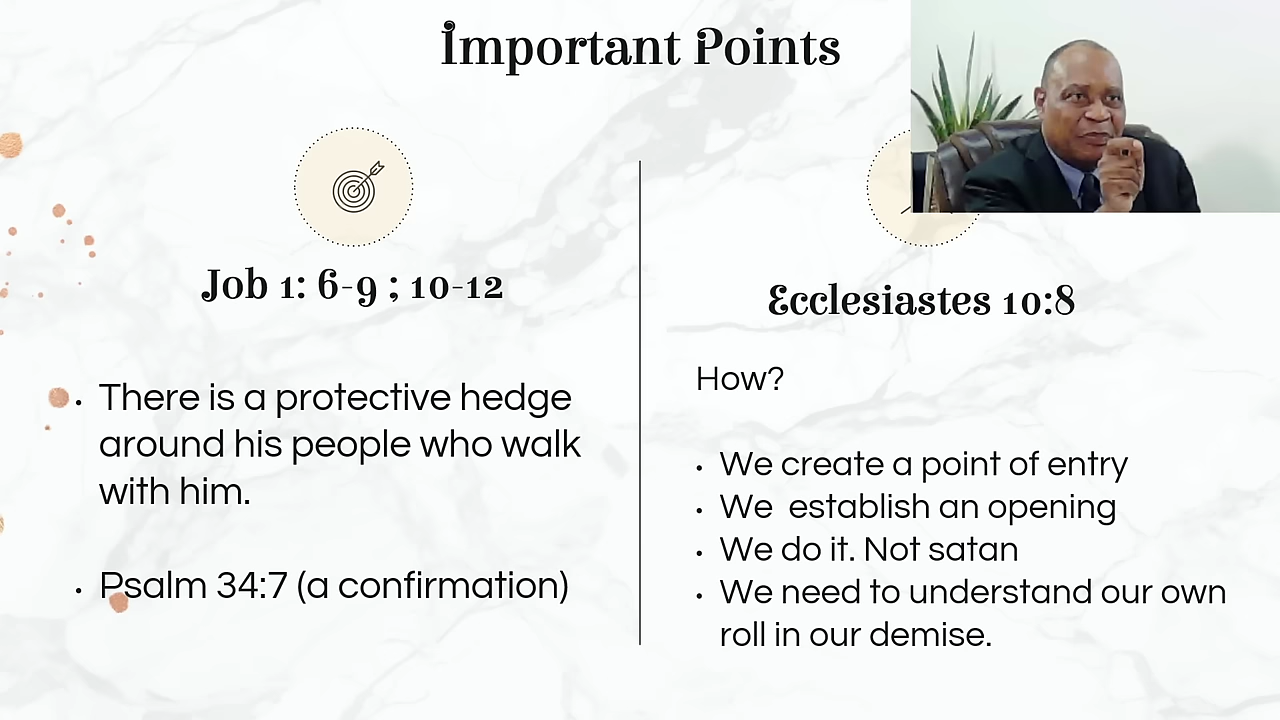 Important Points
Job 1: 6-9 ; 10-12
• There is a protective hedge
around his people who walk
with him.
• Psalm 34:7 (a confirmation)
Ecclesiastes 10:8
How?
• We create a point of entry
• We  establish an opening
• We do it. Not satan
• We need to understand our own
roll in our demise.